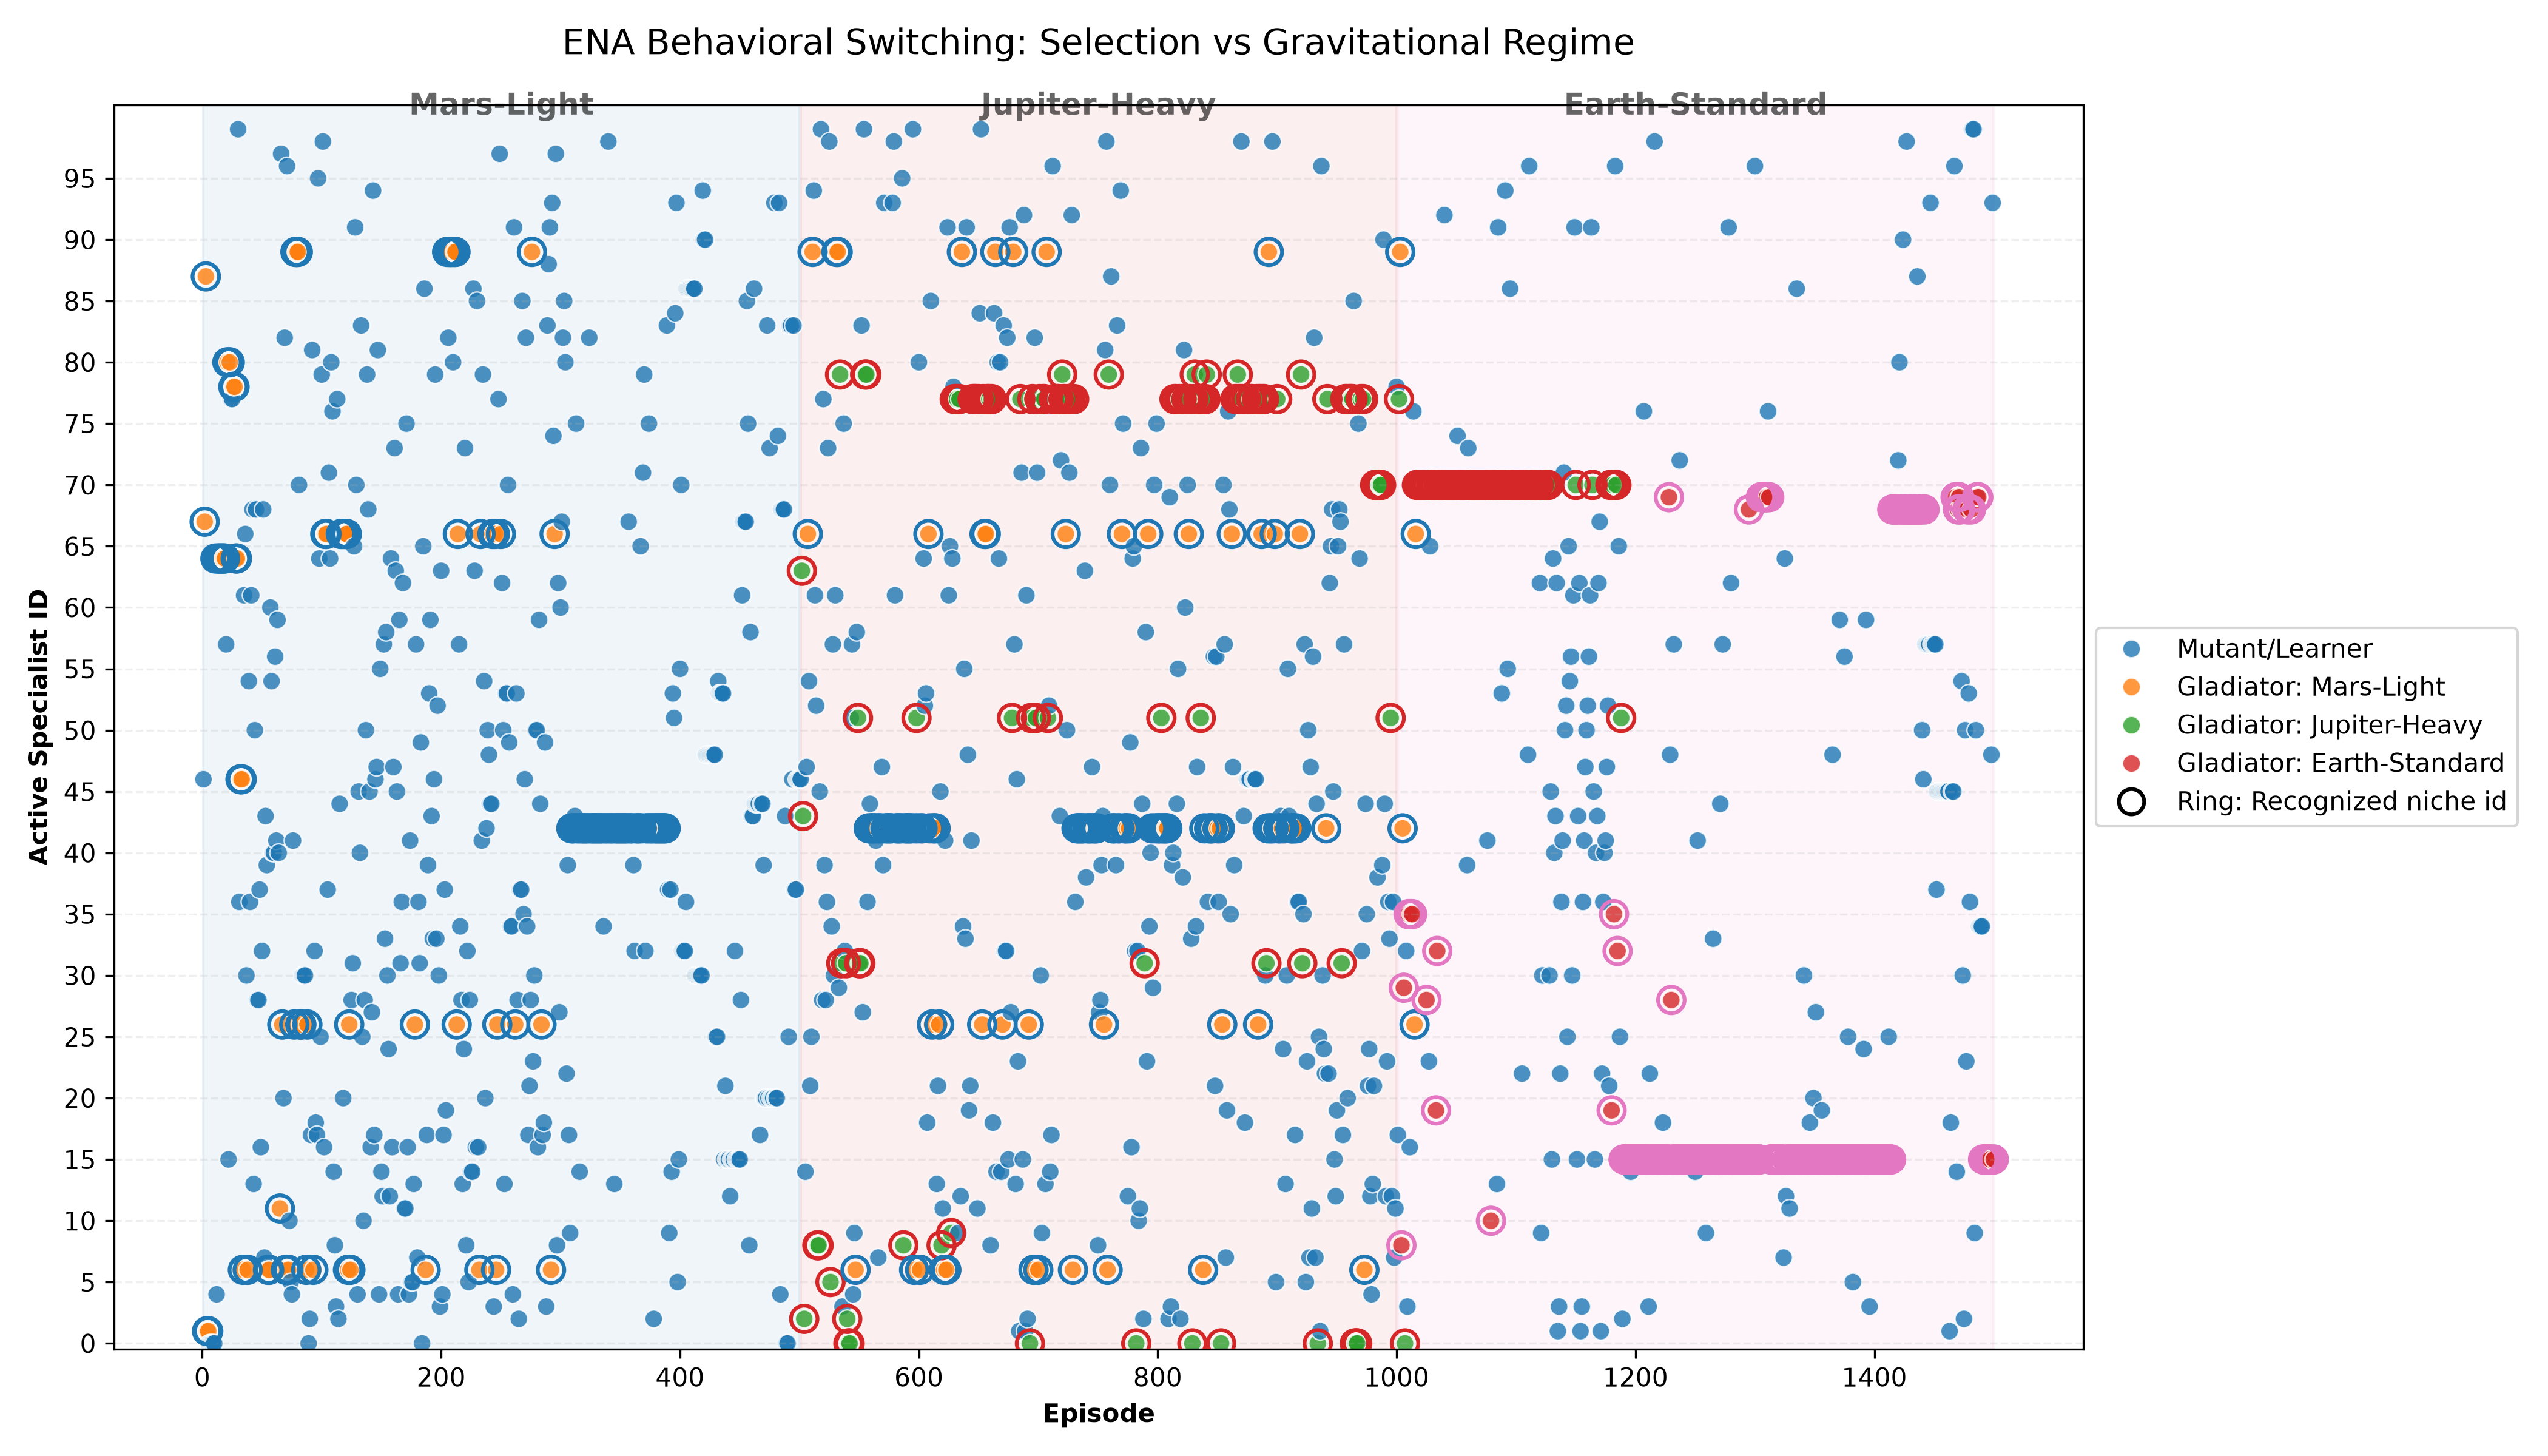 ENA Behavioral Switching: Selection vs Gravitational Regime
Mars-Light
Jupiter-Heavy
Earth-Standard
Active Specialist ID
95
90
85
80
75
70
65
60
55
50
45
40
35
30
25
20
15
10
5
0
0 200 400 600 800 1000 1200 1400
Episode
Mutant/Learner
Gladiator: Mars-Light
Gladiator: Jupiter-Heavy
Gladiator: Earth-Standard
Ring: Recognized niche id